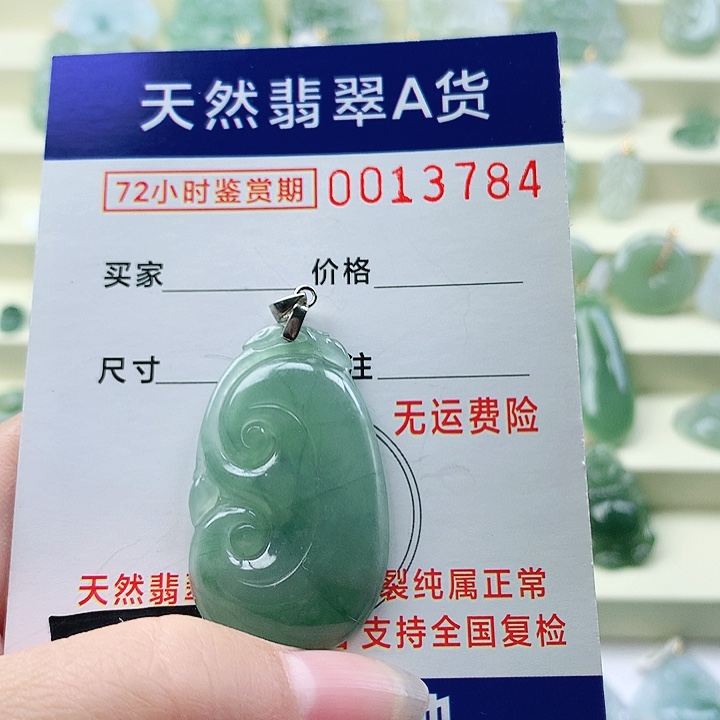 天然翡翠A货
72小时鉴赏期 0013784
买家 价格
尺寸 注
无运费险
天然翡 裂纯属正常
支持全国复检